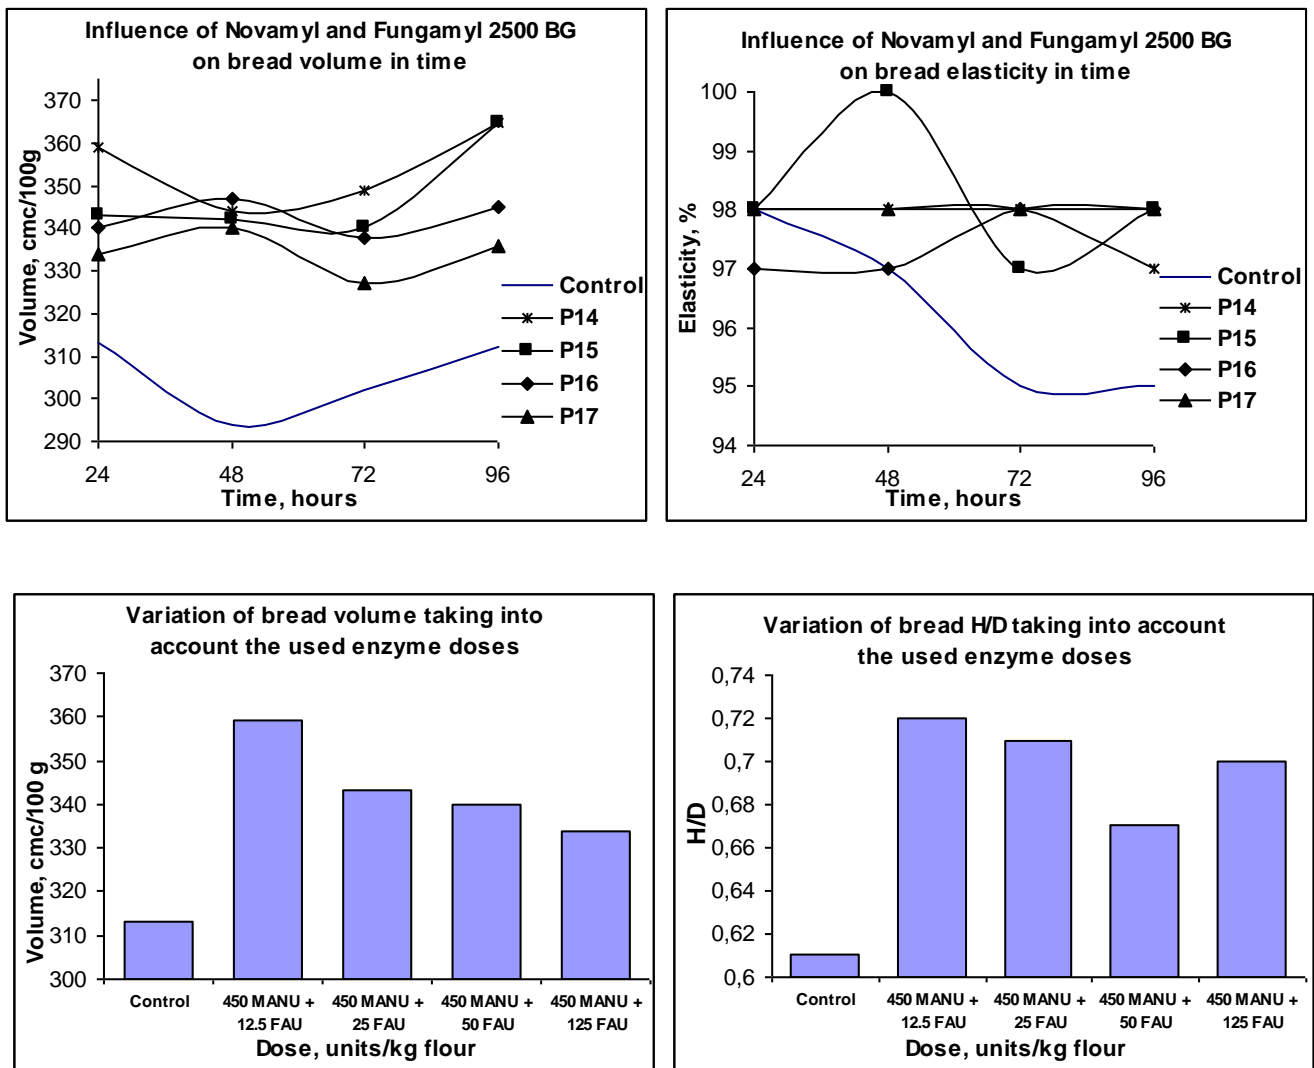 Influence of Novamyl and Fungamyl 2500 BG
on bread volume in time
370
360
350
340
330
320
310
300
290
Volume, cmc/100g
24 48 72 96
Time, hours
Control
P14
P15
P16
P17
Influence of Novamyl and Fungamyl 2500 BG
on bread elasticity in time
100
99
98
97
96
95
94
Elasticity, %
24 48 72 96
Time, hours
Control
P14
P15
P16
P17
Variation of bread volume taking into
account the used enzyme doses
370
360
350
340
330
320
310
300
Volume, cmc/100 g
Control 450 MANU + 450 MANU + 450 MANU + 450 MANU +
12.5 FAU 25 FAU 50 FAU 125 FAU
Dose, units/kg flour
Variation of bread H/D taking into account
the used enzyme doses
0,74
0,72
0,7
0,68
0,66
0,64
0,62
0,6
H/D
Control 450 MANU + 450 MANU + 450 MANU + 450 MANU +
12.5 FAU 25 FAU 50 FAU 125 FAU
Dose, units/kg flour